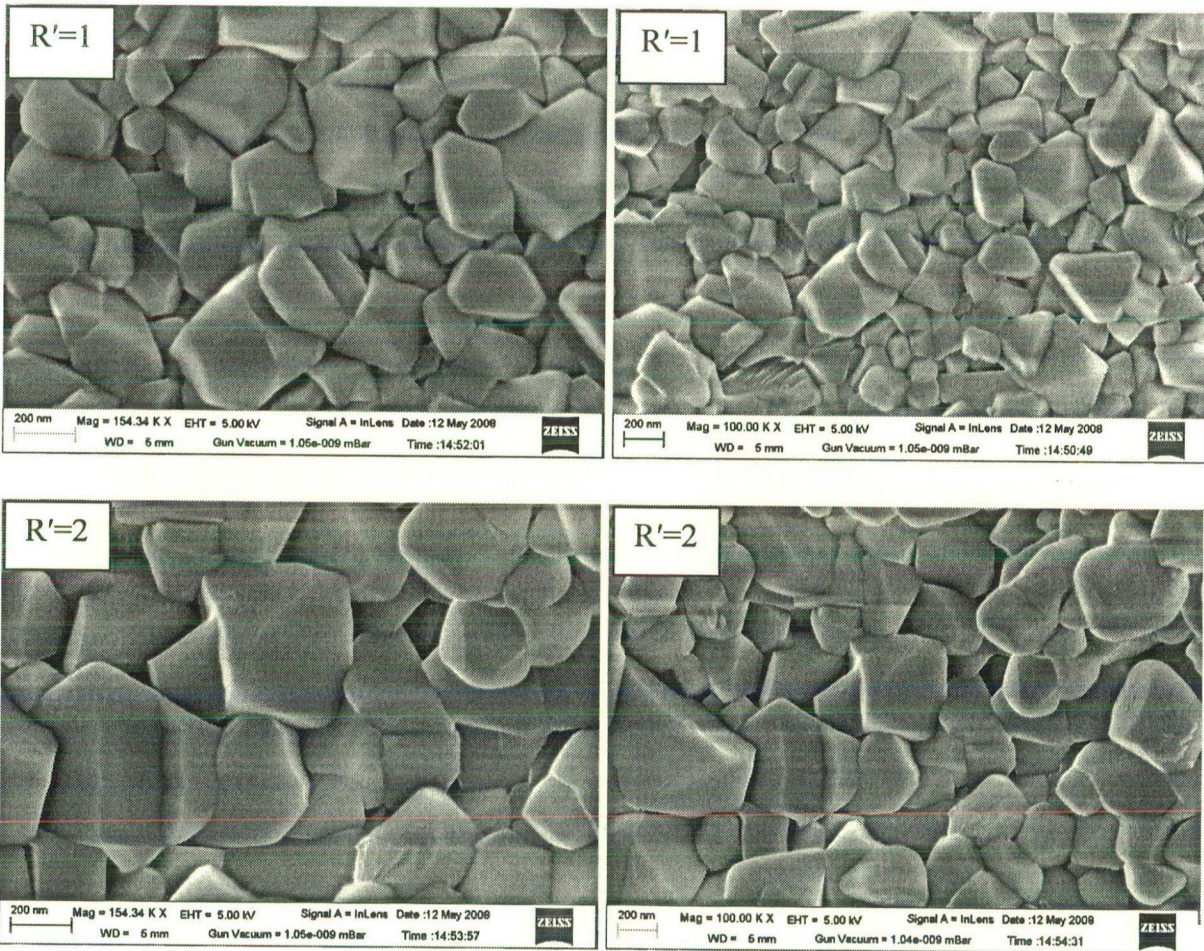 R′=1
200 nm Mag = 154.34 K X EHT = 5.00 kV Signal A = InLens Date :12 May 2008
WD = 5 mm Gun Vacuum = 1.05e-009 mBar Time :14:52:01
ZEISS
R′=1
200 nm Mag = 100.00 K X EHT = 5.00 kV Signal A = InLens Date :12 May 2008
WD = 5 mm Gun Vacuum = 1.05e-009 mBar Time :14:50:49
ZEISS
R′=2
200 nm Mag = 154.34 K X EHT = 5.00 kV Signal A = InLens Date :12 May 2008
WD = 5 mm Gun Vacuum = 1.05e-009 mBar Time :14:53:57
ZEISS
R′=2
200 nm Mag = 100.00 K X EHT = 5.00 kV Signal A = InLens Date :12 May 2008
WD = 5 mm Gun Vacuum = 1.04e-009 mBar Time :14:54:31
ZEISS